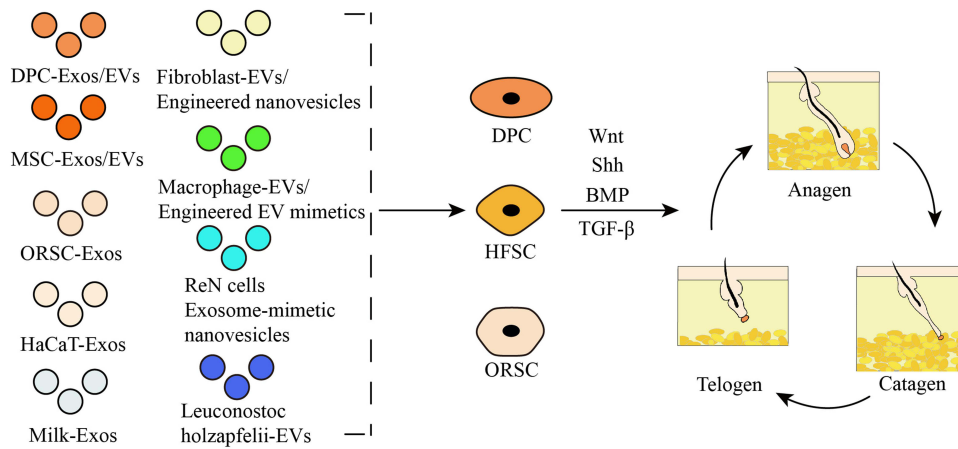 DPC-Exos/EVs
MSC-Exos/EVs
ORSC-Exos
HaCaT-Exos
Milk-Exos
Fibroblast-EVs/
Engineered nanovesicles
Macrophage-EVs/
Engineered EV mimetics
ReN cells
Exosome-mimetic
nanovesicles
Leuconostoc
holzapfelii-EVs
DPC
HFSC
ORSC
Wnt
Shh
BMP
TGF-β
Anagen
Catagen
Telogen